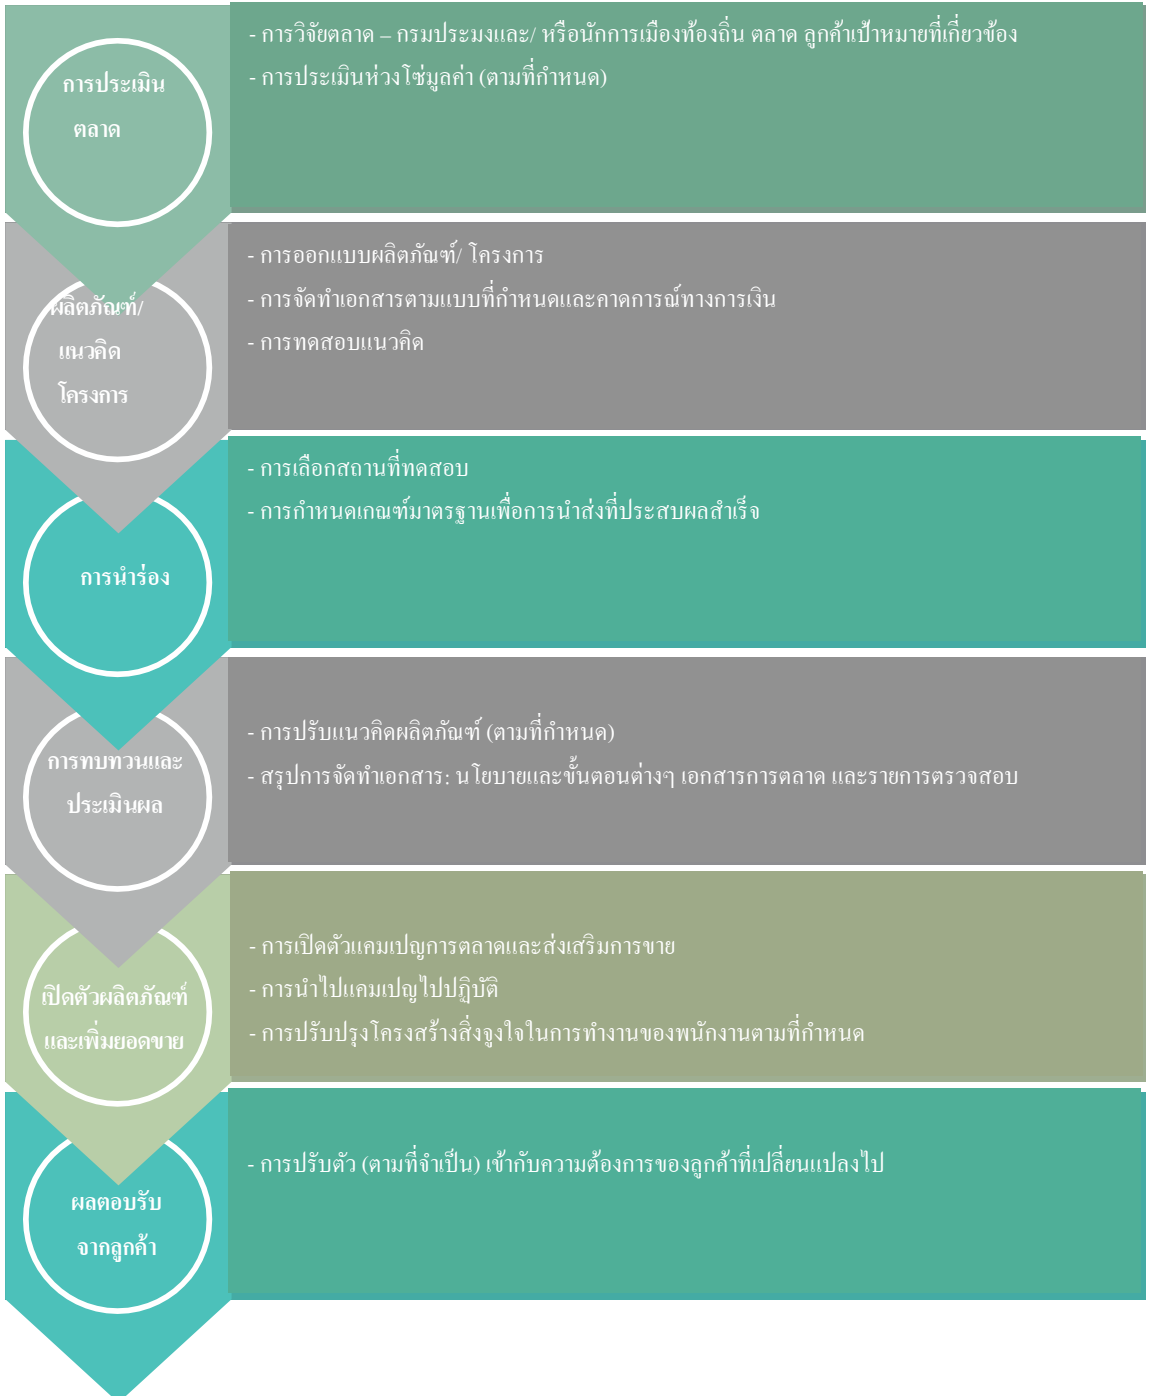 การประเมิน
ตลาด
- การวิจัยตลาด – กรมประมงและ/ หรือนักการเมืองท้องถิ่น ตลาด ลูกค้าเป้าหมายที่เกี่ยวข้อง
- การประเมินห่วงโซ่มูลค่า (ตามที่กำหนด)
ผลิตภัณฑ์/
แนวคิด
โครงการ
- การออกแบบผลิตภัณฑ์/ โครงการ
- การจัดทำเอกสารตามแบบที่กำหนดและคาดการณ์ทางการเงิน
- การทดสอบแนวคิด
การนำร่อง
- การเลือกสถานที่ทดสอบ
- การกำหนดเกณฑ์มาตรฐานเพื่อการนำส่งที่ประสบผลสำเร็จ
การทบทวนและ
ประเมินผล
- การปรับแนวคิดผลิตภัณฑ์ (ตามที่กำหนด)
- สรุปการจัดทำเอกสาร: นโยบายและขั้นตอนต่างๆ เอกสารการตลาด และรายการตรวจสอบ
เปิดตัวผลิตภัณฑ์
และเพิ่มยอดขาย
- การเปิดตัวแคมเปญการตลาดและส่งเสริมการขาย
- การนำไปแคมเปญไปปฏิบัติ
- การปรับปรุงโครงสร้างสิ่งจูงใจในการทำงานของพนักงานตามที่กำหนด
ผลตอบรับ
จากลูกค้า
- การปรับตัว (ตามที่จำเป็น) เข้ากับความต้องการของลูกค้าที่เปลี่ยนแปลงไป